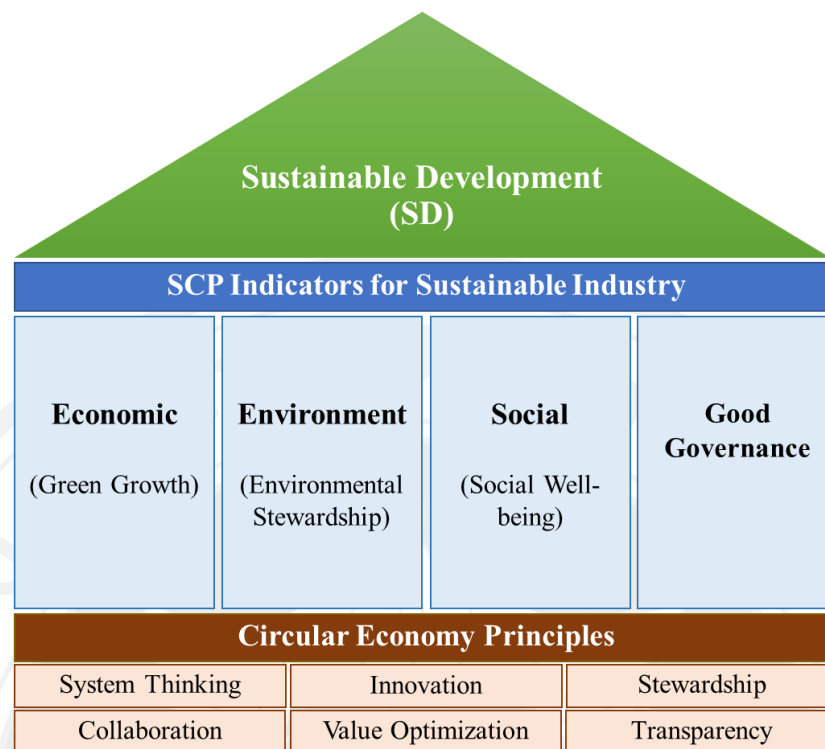 Sustainable Development
(SD)
SCP Indicators for Sustainable Industry
Economic
(Green Growth)
Environment
(Environmental
Stewardship)
Social
(Social Well-
being)
Good
Governance
Circular Economy Principles
System Thinking
Innovation
Stewardship
Collaboration
Value Optimization
Transparency